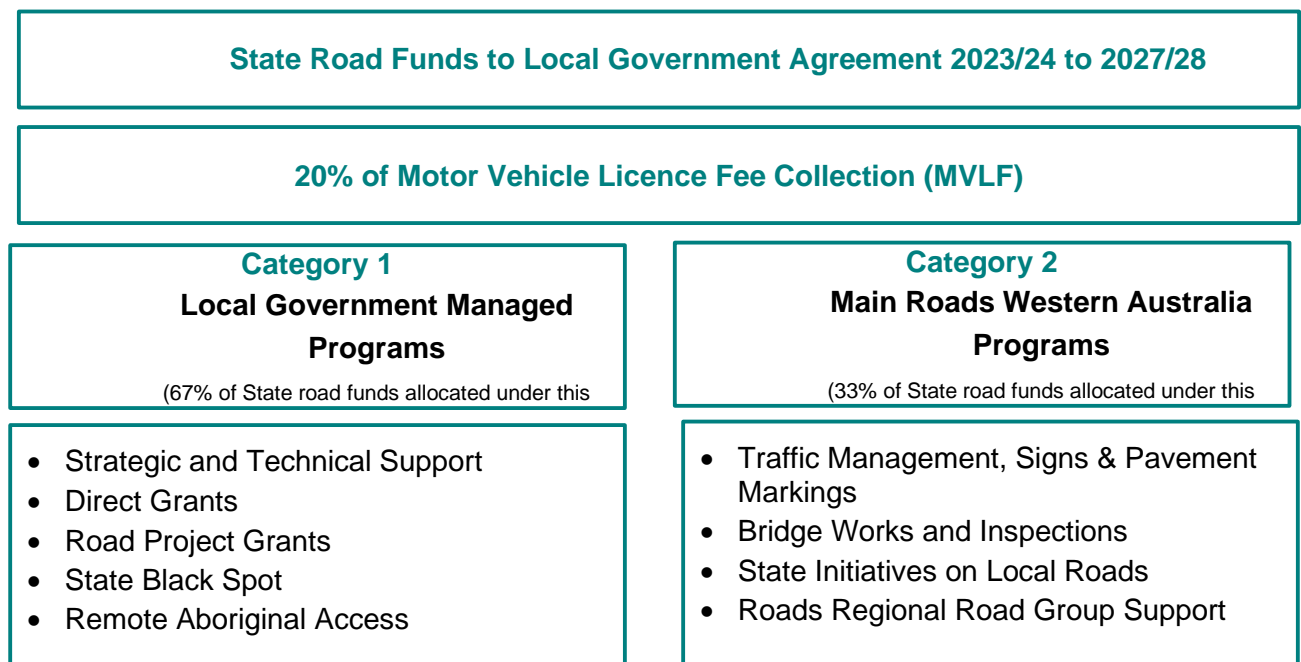 State Road Funds to Local Government Agreement 2023/24 to 2027/28
20% of Motor Vehicle Licence Fee Collection (MVLF)
Category 1
Local Government Managed
Programs
(67% of State road funds allocated under this
• Strategic and Technical Support
• Direct Grants
• Road Project Grants
• State Black Spot
• Remote Aboriginal Access
Category 2
Main Roads Western Australia
Programs
(33% of State road funds allocated under this
• Traffic Management, Signs & Pavement
Markings
• Bridge Works and Inspections
• State Initiatives on Local Roads
• Roads Regional Road Group Support